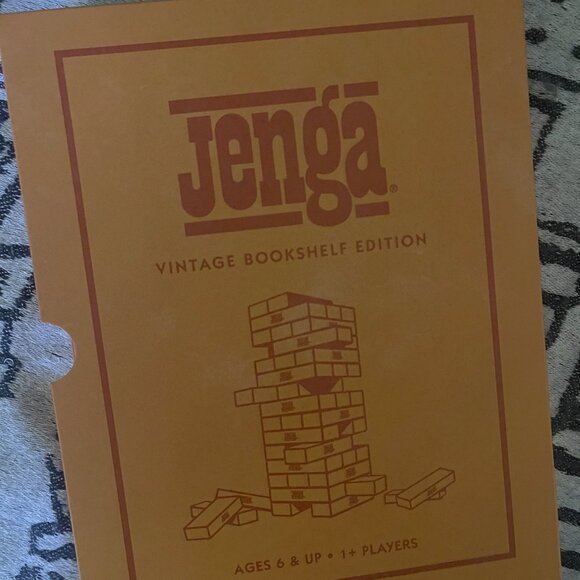 Jenga®
VINTAGE BOOKSHELF EDITION
AGES 6 & UP • 1+ PLAYERS